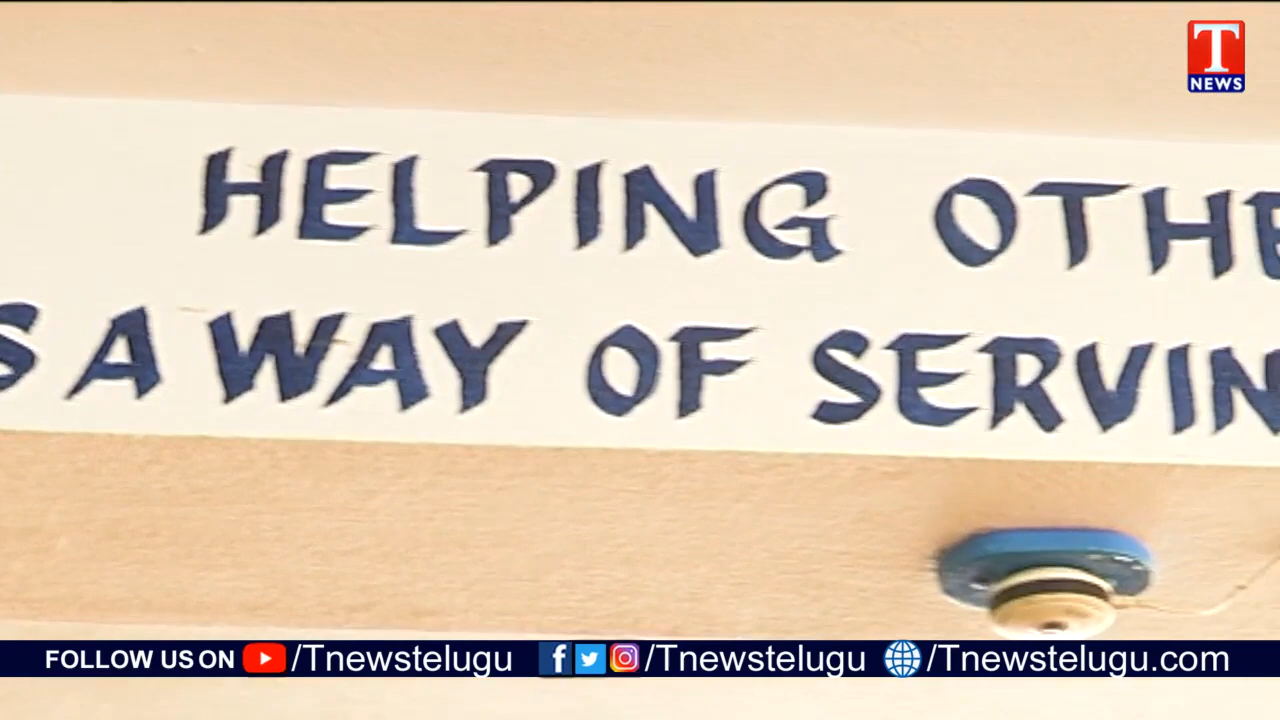 T
NEWS
HELPING OTHE
S A WAY OF SERVIN
FOLLOW US ON /Tnewstelugu /Tnewstelugu /Tnewstelugu.com